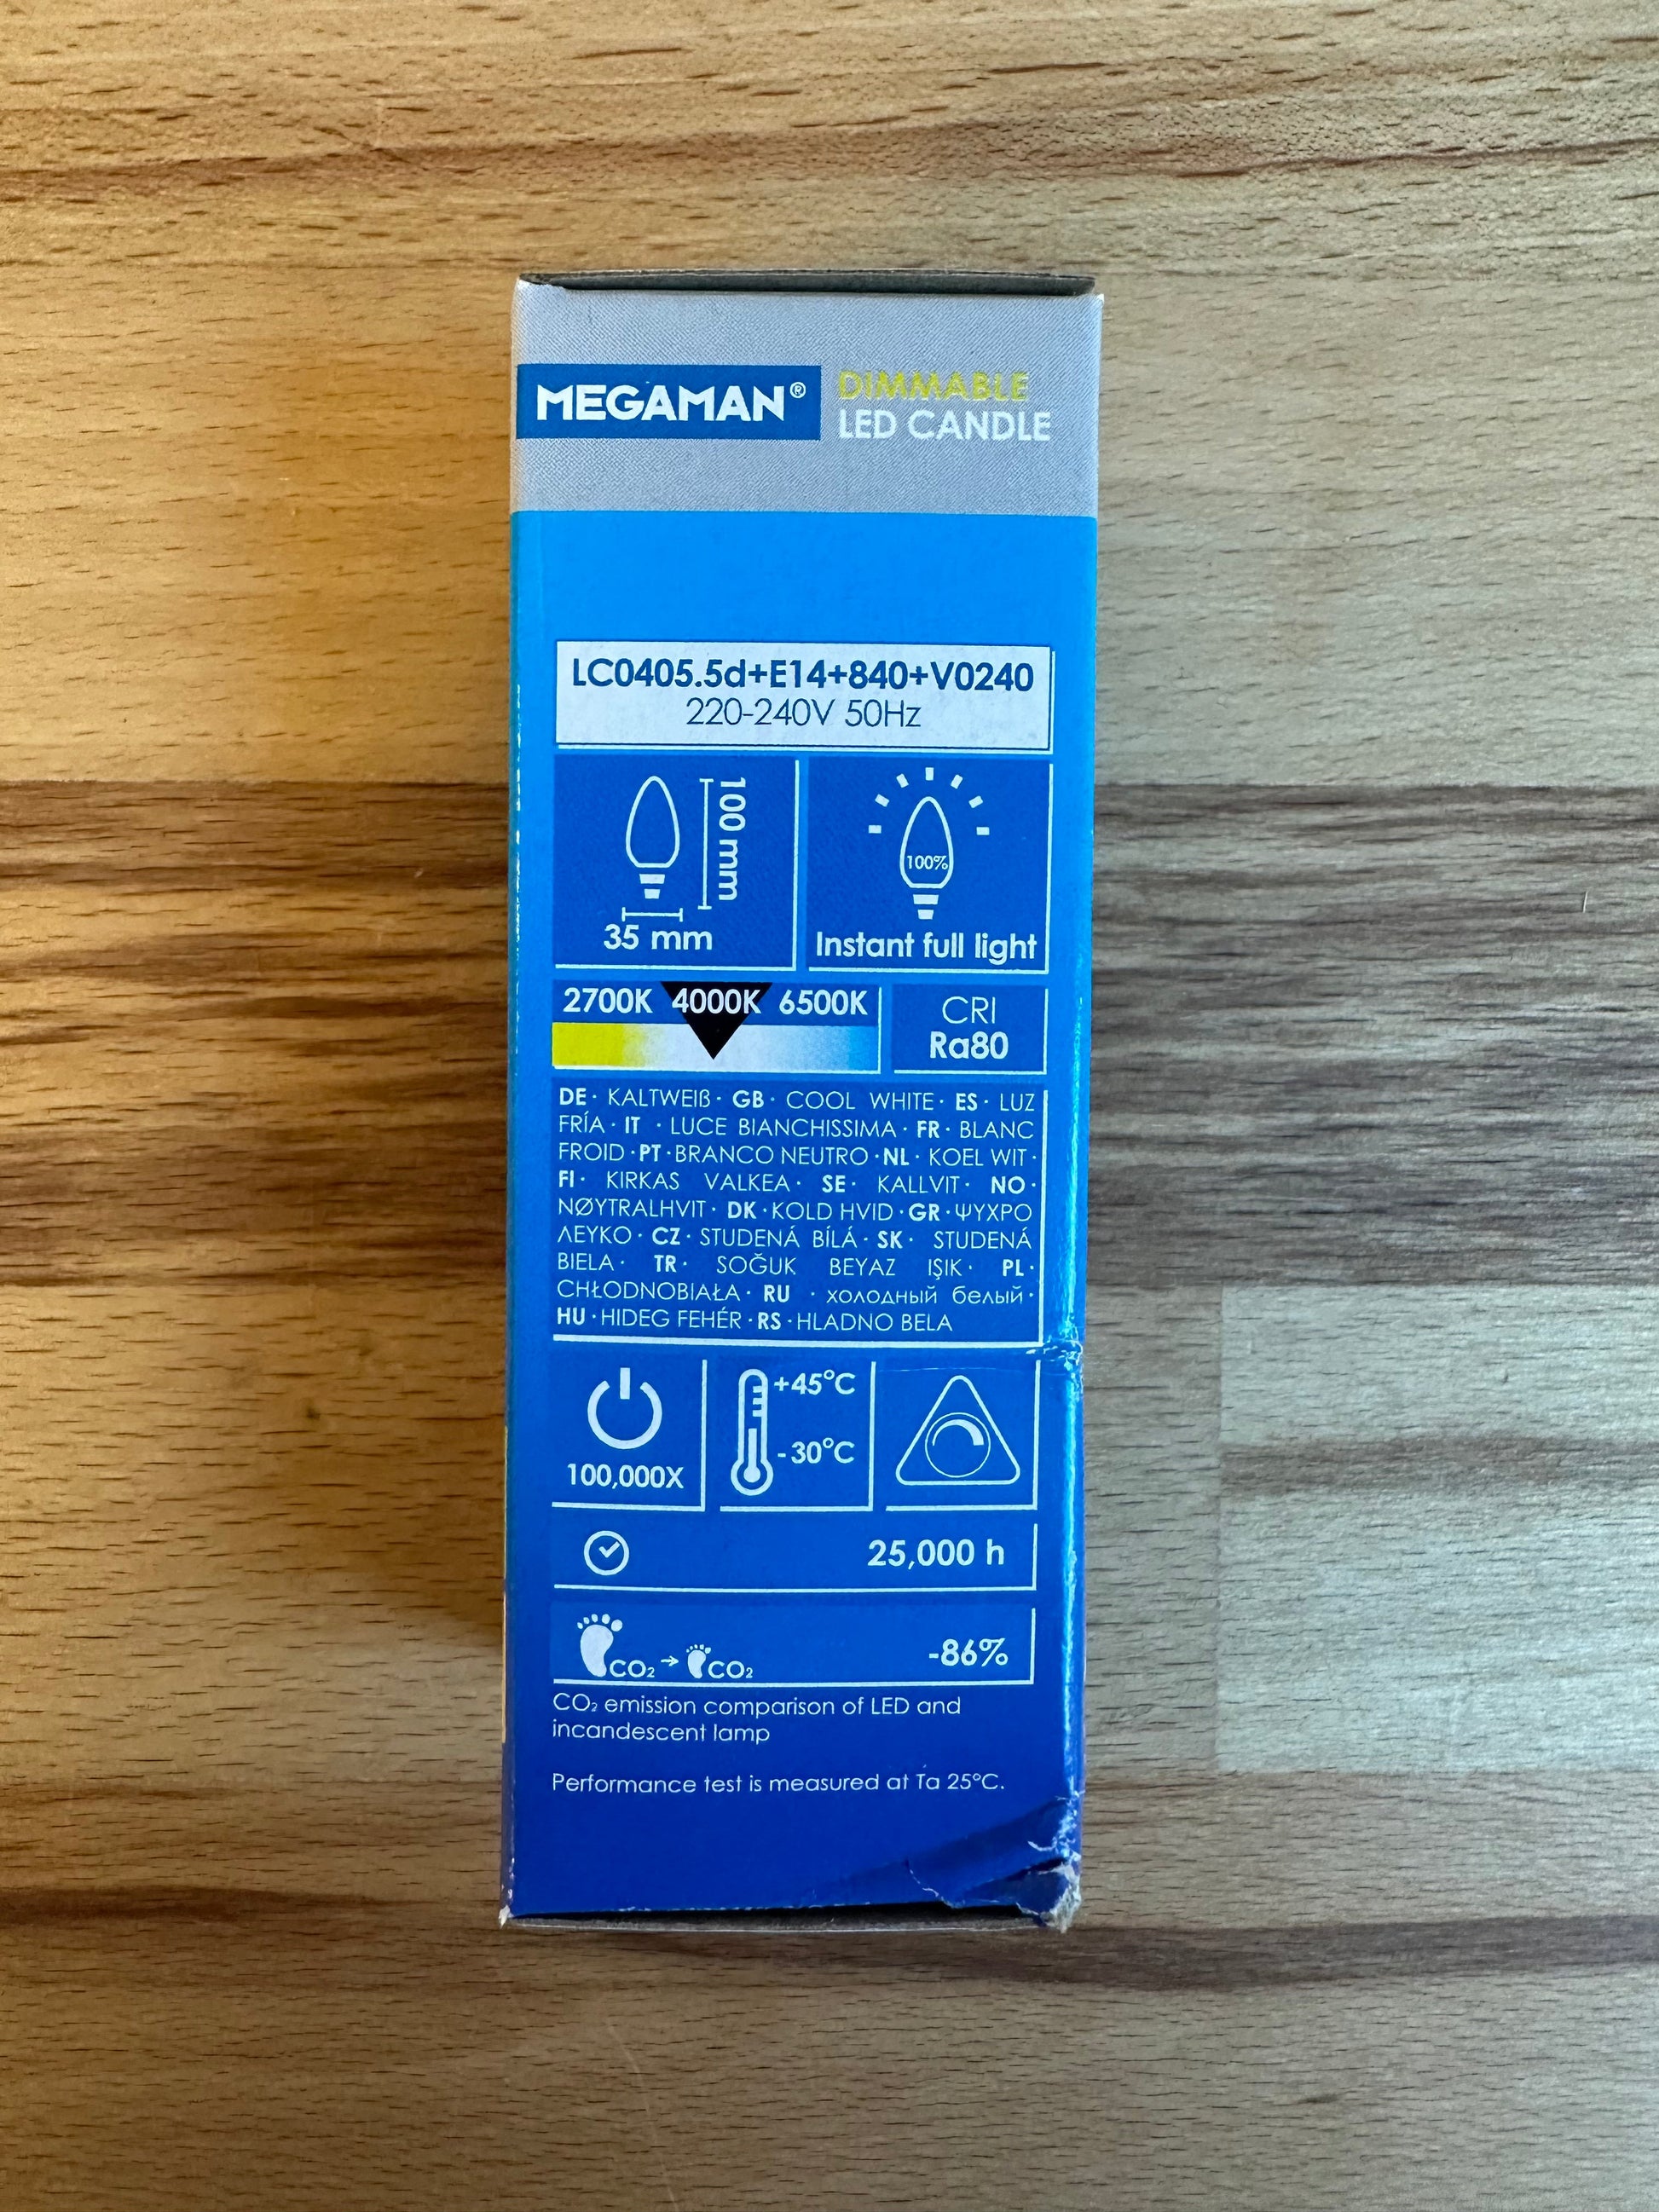 MEGAMAN®
DIMMABLE
LED CANDLE
LC0405.5d+E14+840+V0240
220-240V 50Hz
100 mm
35 mm
100%
Instant full light
2700K 4000K 6500K
CRI
Ra80
DE · KALTWEIß · GB · COOL WHITE · ES · LUZ
FRÍA · IT · LUCE BIANCHISSIMA · FR · BLANC
FROID · PT · BRANCO NEUTRO · NL · KOEL WIT ·
FI · KIRKAS VALKEA · SE · KALLVIT · NO ·
NØYTRALHVIT · DK · KOLD HVID · GR · ΨΥΧΡΟ
ΛΕΥΚΟ · CZ · STUDENÁ BÍLÁ · SK · STUDENÁ
BIELA · TR · SOĞUK BEYAZ IŞIK · PL ·
CHŁODNOBIAŁA · RU · холодный белый ·
HU · HIDEG FEHÉR · RS · HLADNO BELA
100,000X
+45°C
-30°C
25,000 h
CO₂ → CO₂
-86%
CO₂ emission comparison of LED and
incandescent lamp
Performance test is measured at Ta 25°C.